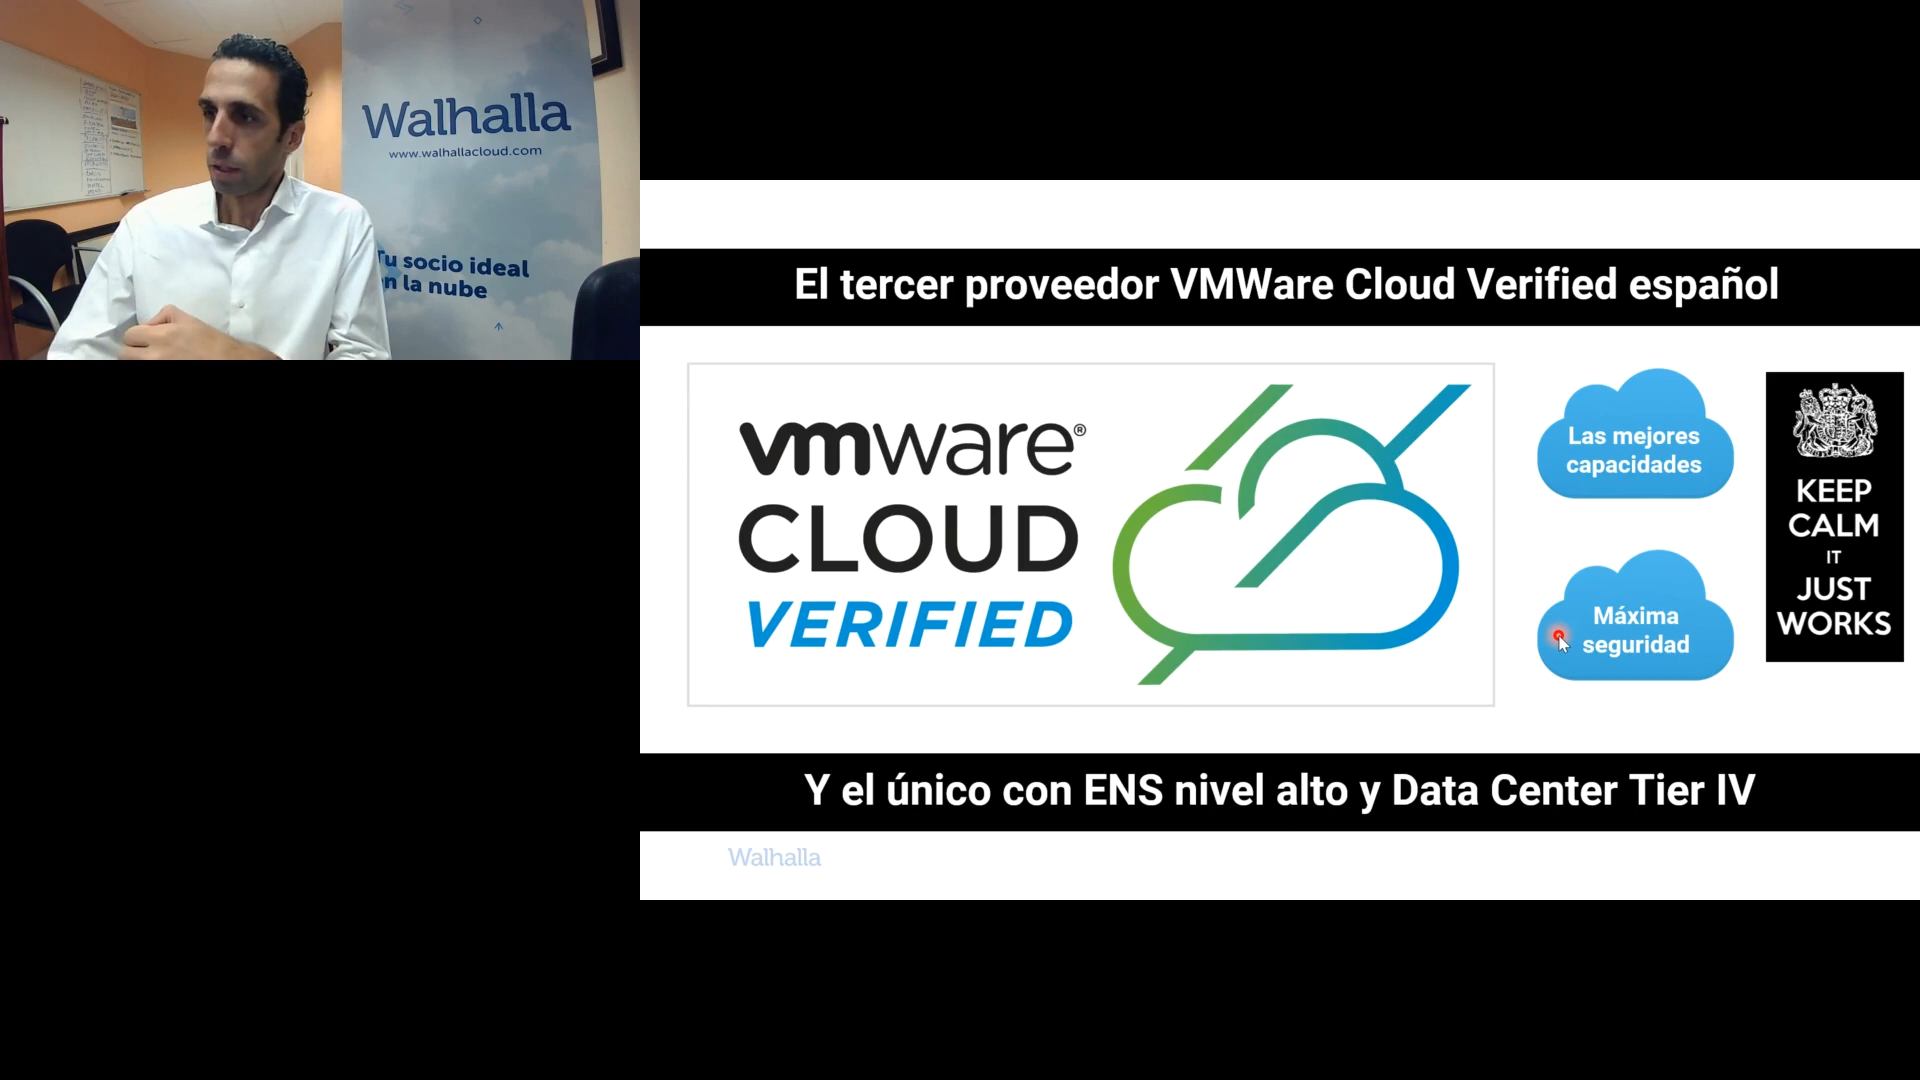 Walhalla
www.walhallacloud.com
Tu socio ideal
en la nube
El tercer proveedor VMWare Cloud Verified español
vmware®
CLOUD
VERIFIED
Las mejores
capacidades
Máxima
seguridad
KEEP
CALM
IT
JUST
WORKS
Y el único con ENS nivel alto y Data Center Tier IV
Walhalla